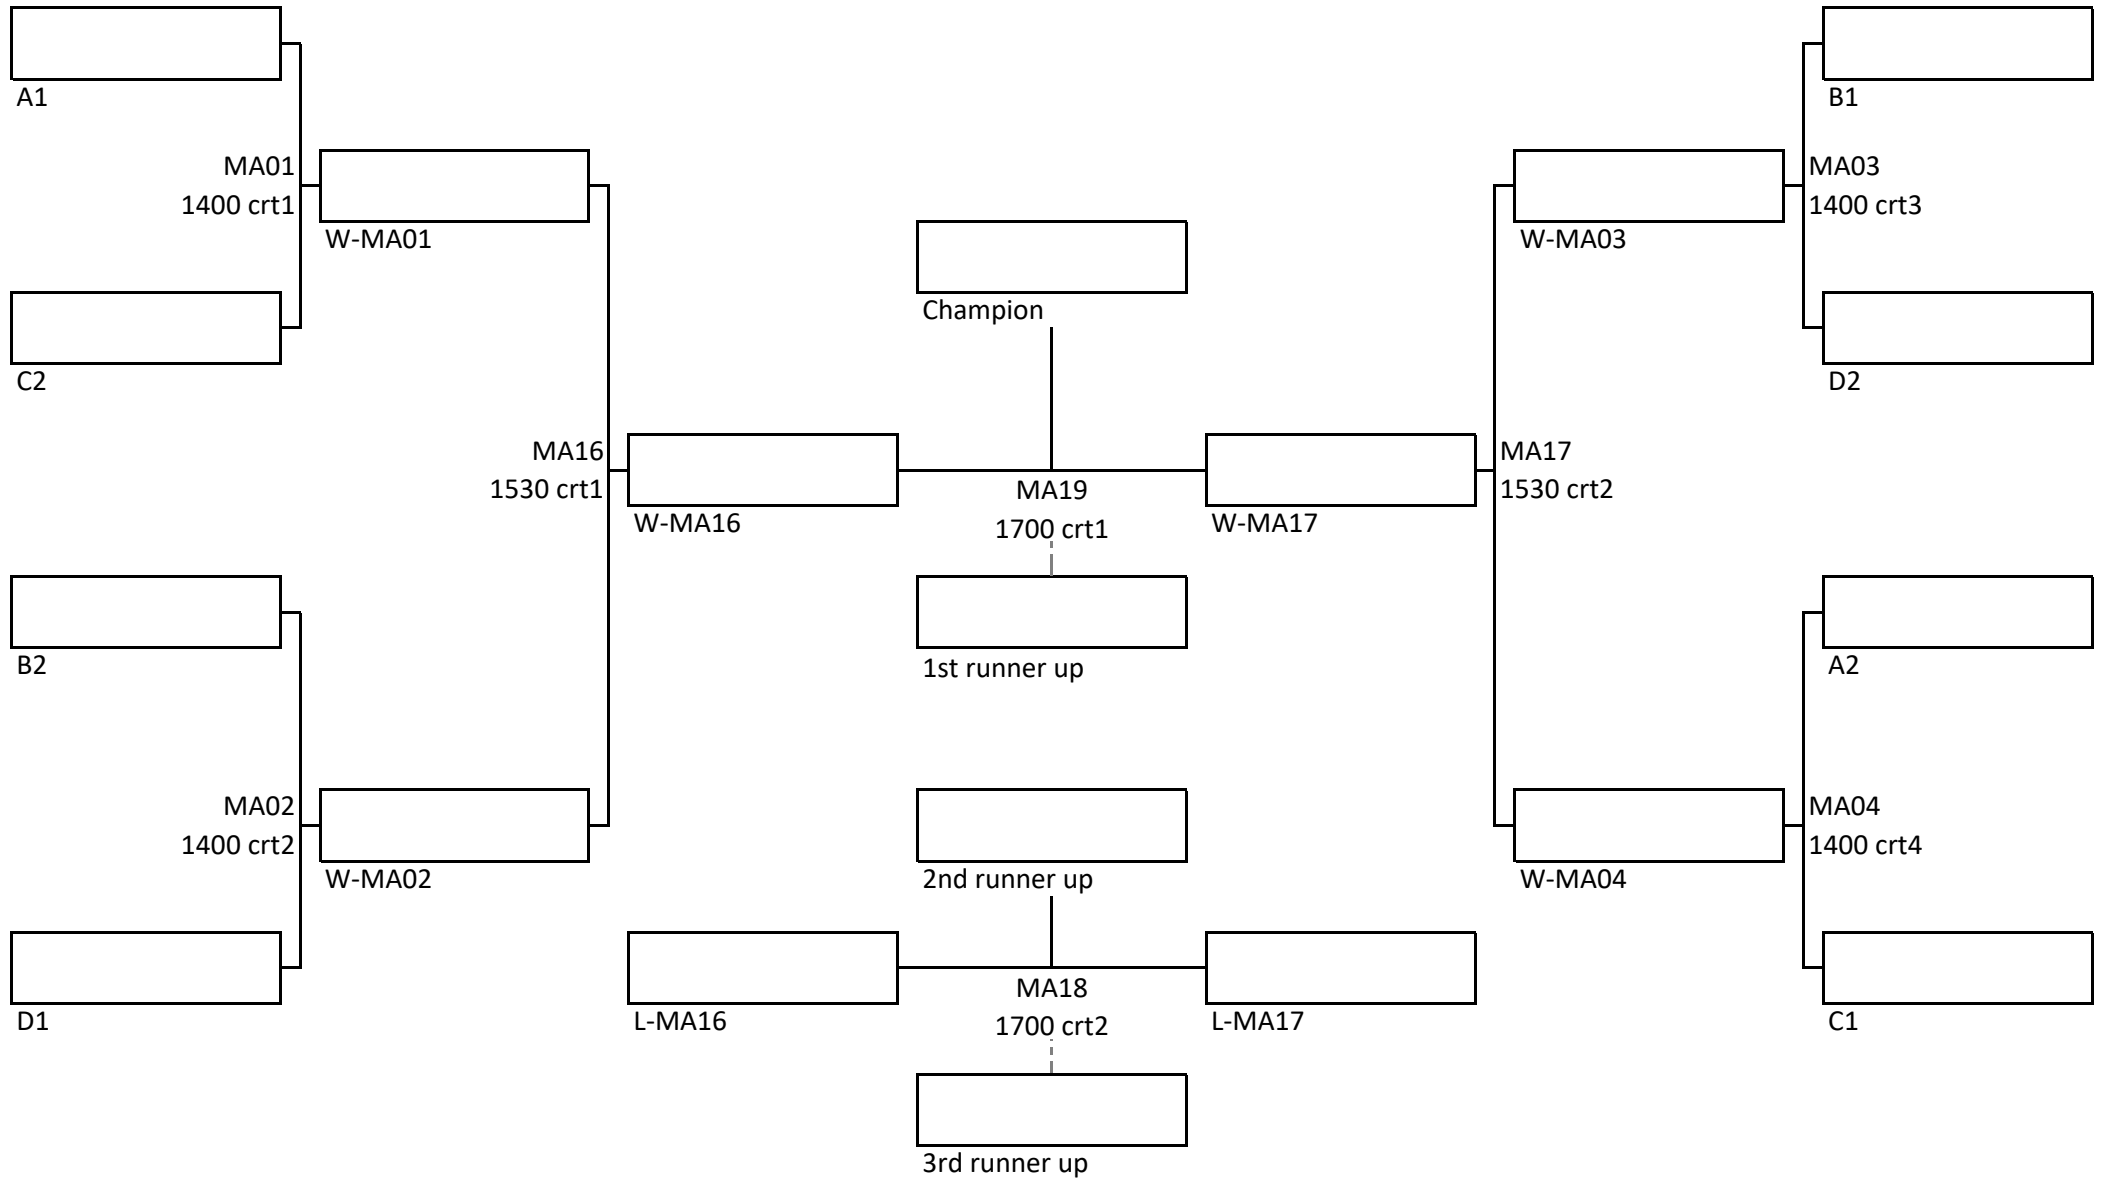 A1
B1
MA01
1400 crt1
MA03
1400 crt3
W-MA01
W-MA03
Champion
C2
D2
MA16
1530 crt1
MA17
1530 crt2
MA19
1700 crt1
W-MA16
W-MA17
B2
1st runner up
A2
MA02
1400 crt2
MA04
1400 crt4
W-MA02
2nd runner up
W-MA04
MA18
1700 crt2
D1
L-MA16
L-MA17
C1
3rd runner up